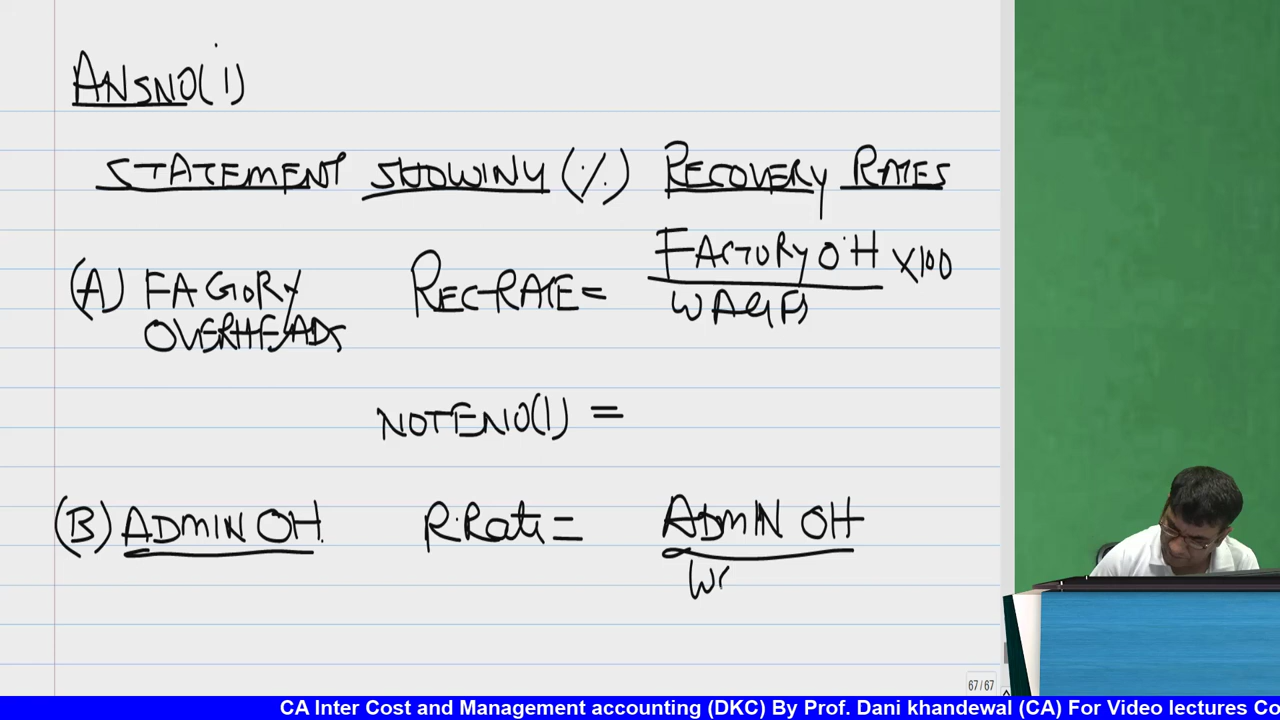 ANSNO(1)
STATEMENT SHOWING (%) RECOVERY RATES
(A) FACTORY OVERHEADS REC-RATE = FACTORY OH X100
WAGES
NOTENO(1) =
(B) ADMIN OH. R.Rate = ADMIN OH
67/67
CA Inter Cost and Management accounting (DKC) By Prof. Dani khandewal (CA) For Video lectures Co